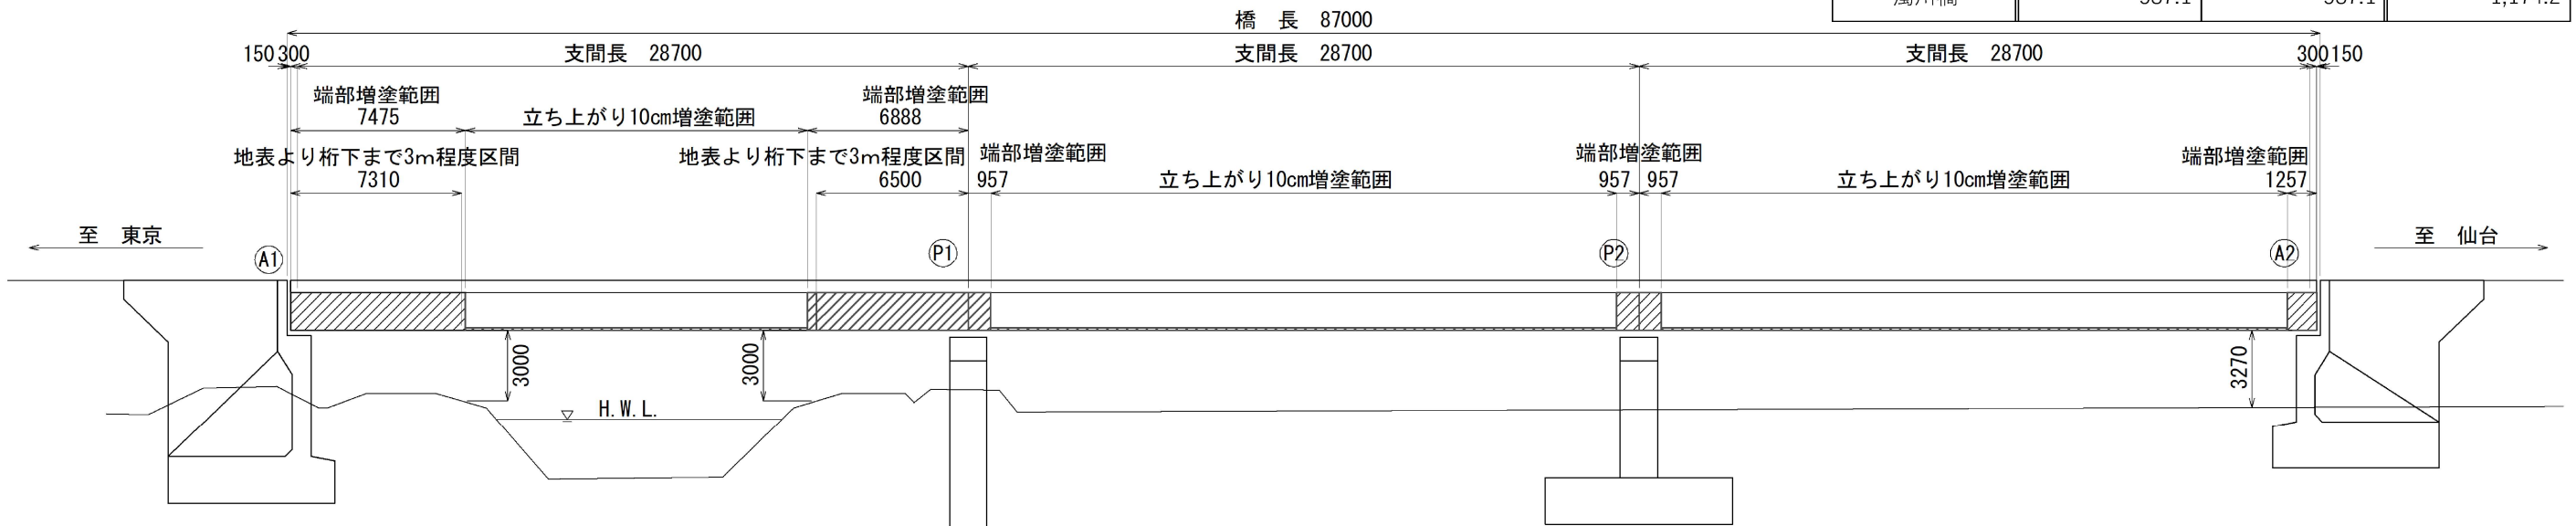 橋 長 87000
150 300 支間長 28700 支間長 28700 支間長 28700 300 150
端部増塗範囲 端部増塗範囲
7475 立ち上がり10cm増塗範囲 6888
地表より桁下まで3m程度区間 地表より桁下まで3m程度区間 端部増塗範囲 端部増塗範囲 端部増塗範囲
7310 6500 957 立ち上がり10cm増塗範囲 957 957 立ち上がり10cm増塗範囲 1257
至 東京 至 仙台
A1 P1 P2 A2
3000 3000 3270
H.W.L.